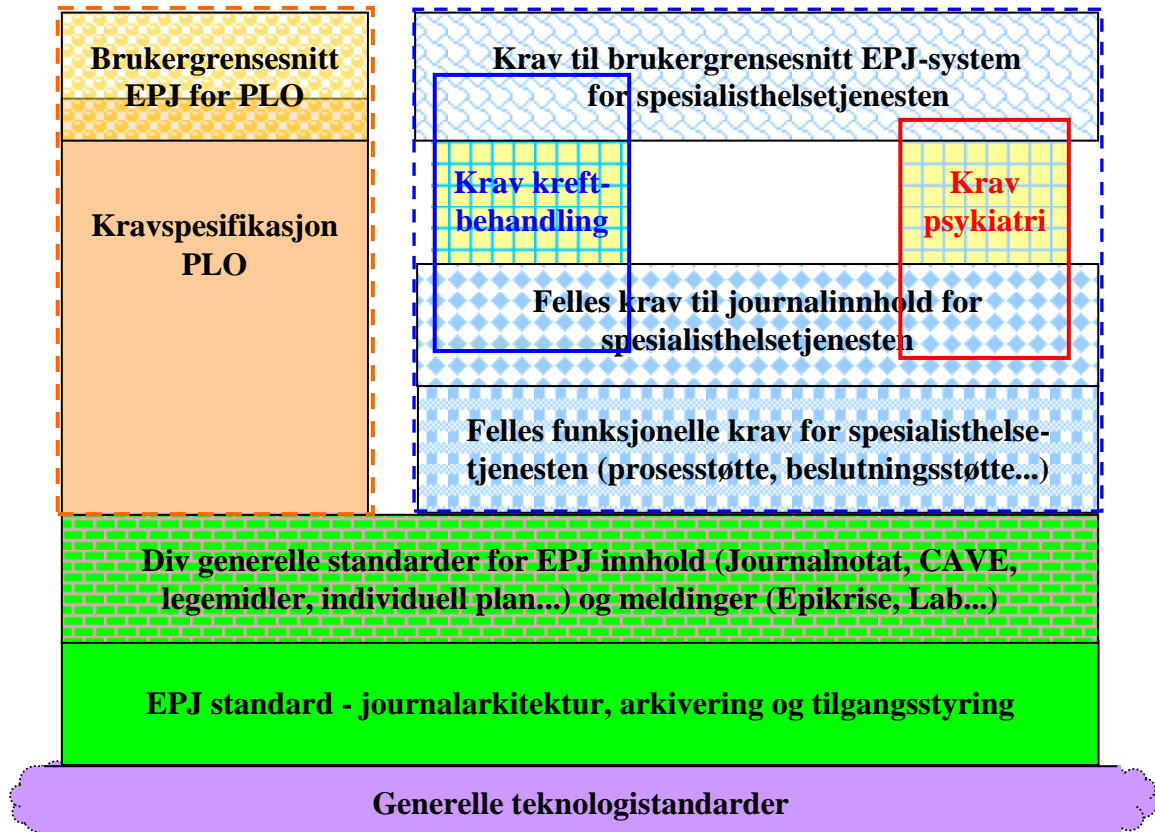 Brukergrensesnitt
EPJ for PLO
Kravspesifikasjon
PLO
Krav til brukergrensesnitt EPJ-system
for spesialisthelsetjenesten
Krav kreft-
behandling
Krav
psykiatri
Felles krav til journalinnhold for
spesialisthelsetjenesten
Felles funksjonelle krav for spesialisthelse-
tjenesten (prosesstøtte, beslutningsstøtte...)
Div generelle standarder for EPJ innhold (Journalnotat, CAVE,
legemidler, individuell plan...) og meldinger (Epikrise, Lab...)
EPJ standard - journalarkitektur, arkivering og tilgangsstyring
Generelle teknologistandarder